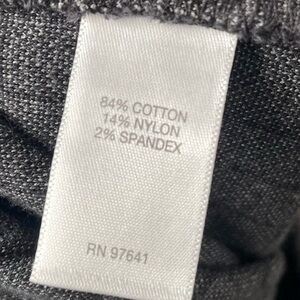 84% COTTON
14% NYLON
2% SPANDEX
RN 97641